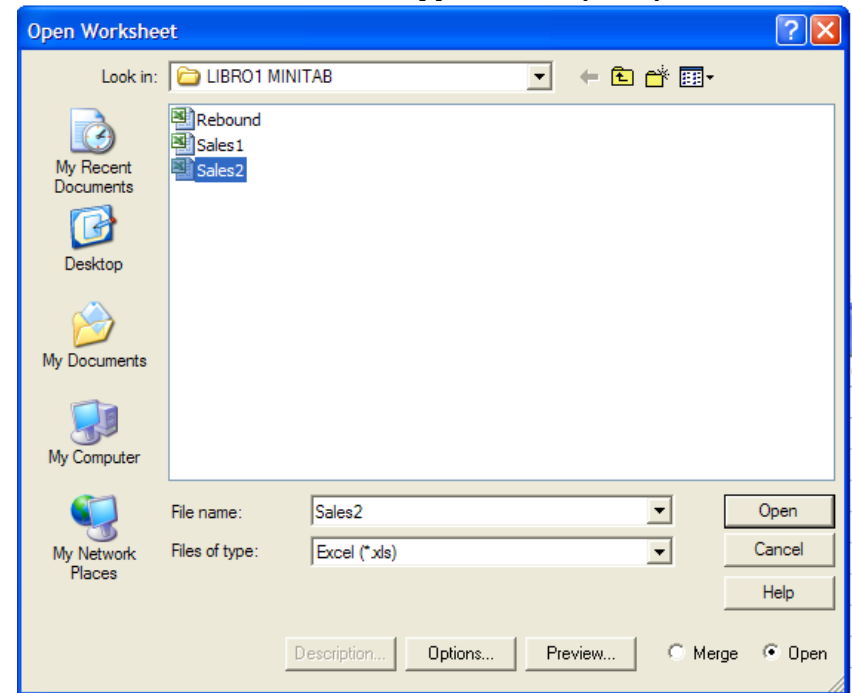 Open Worksheet
Look in: LIBRO1 MINITAB
Rebound
Sales1
Sales2
My Recent
Documents
Desktop
My Documents
My Computer
My Network
Places
File name: Sales2 Open
Files of type: Excel (*.xls) Cancel
Help
Description... Options... Preview... Merge Open